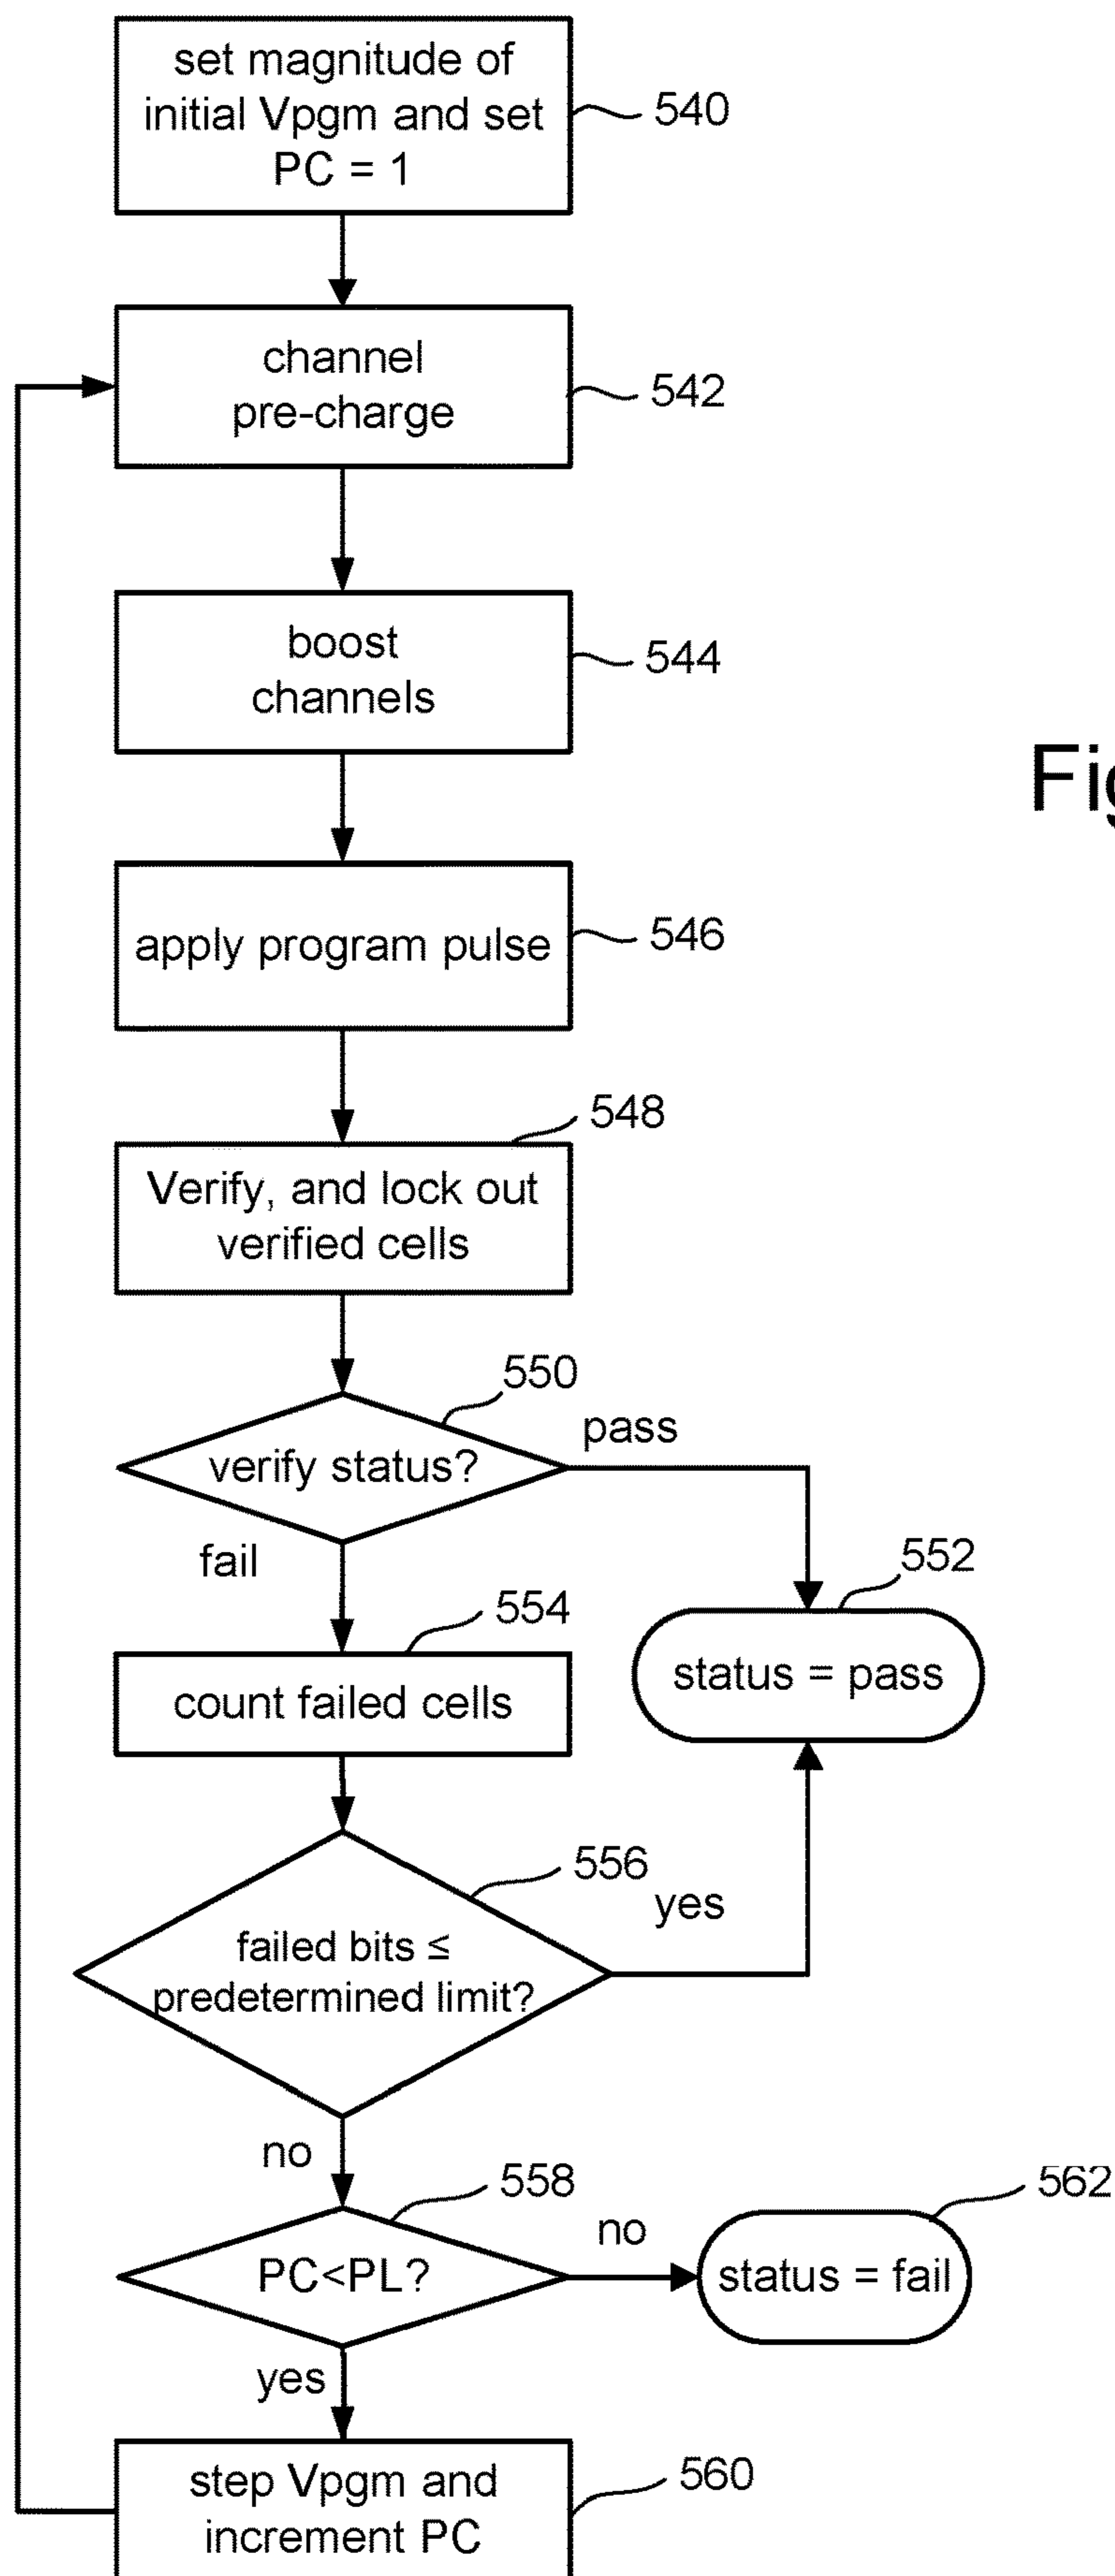 set magnitude of
initial Vpgm and set
PC = 1
540
channel
pre-charge
542
boost
channels
544
Fig
apply program pulse
546
548
Verify, and lock out
verified cells
550
verify status?
pass
fail
552
554
status = pass
count failed cells
556
yes
failed bits ≤
predetermined limit?
no
558
562
no
PC<PL?
status = fail
yes
step Vpgm and
increment PC
560